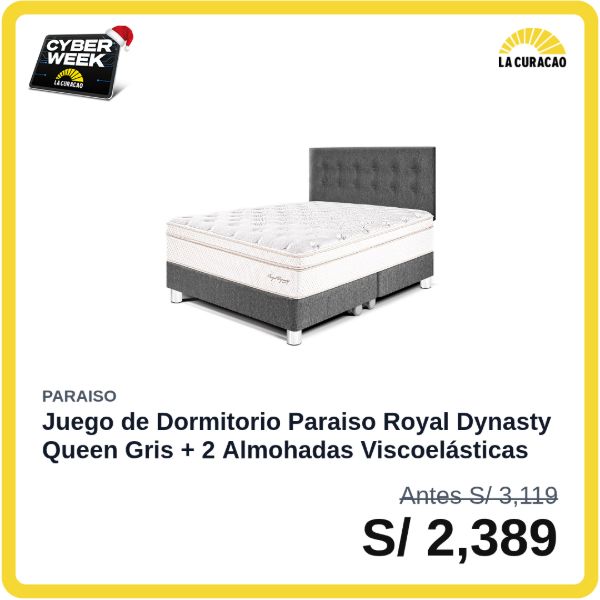 CYBER
WEEK
LA CURACAO
LA CURACAO
PARAISO
Juego de Dormitorio Paraiso Royal Dynasty
Queen Gris + 2 Almohadas Viscoelásticas
Antes S/ 3,119
S/ 2,389